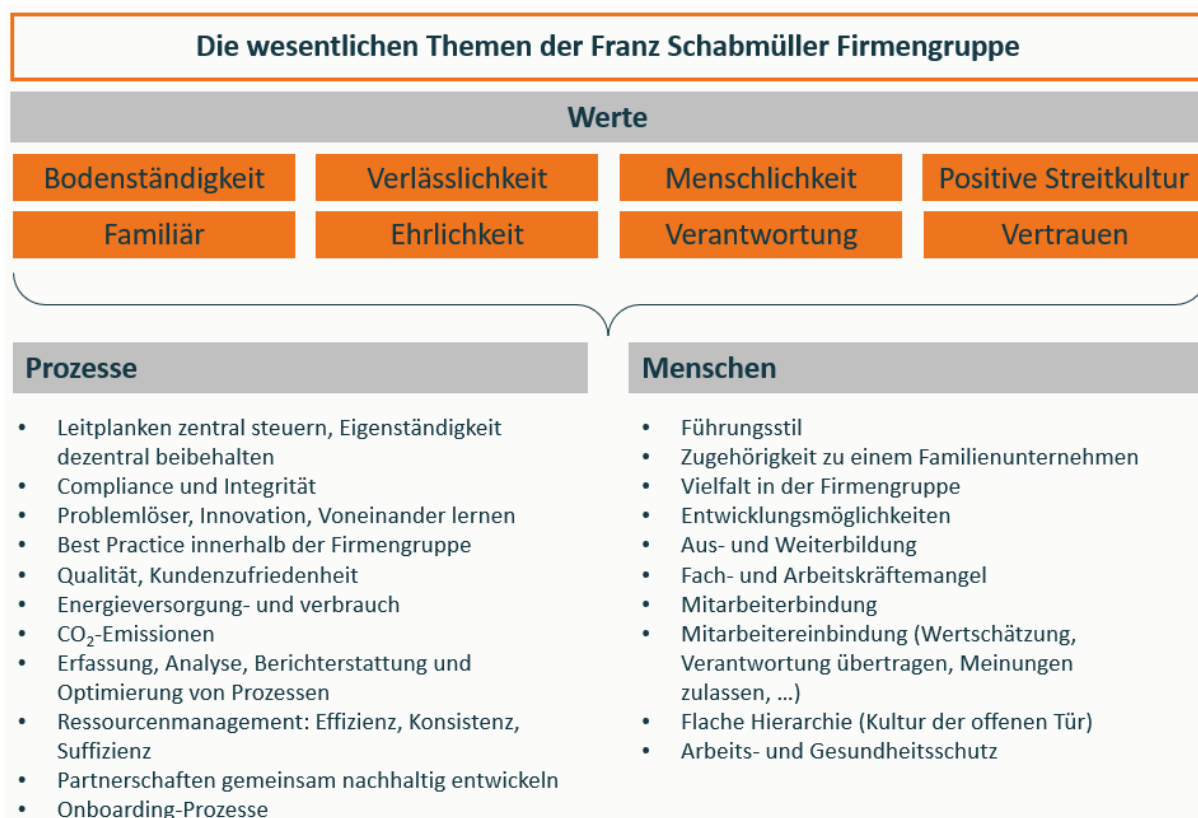 Die wesentlichen Themen der Franz Schabmüller Firmengruppe
Werte
Bodenständigkeit
Verlässlichkeit
Menschlichkeit
Positive Streitkultur
Familiär
Ehrlichkeit
Verantwortung
Vertrauen
Prozesse
• Leitplanken zentral steuern, Eigenständigkeit
dezentral beibehalten
• Compliance und Integrität
• Problemlöser, Innovation, Voneinander lernen
• Best Practice innerhalb der Firmengruppe
• Qualität, Kundenzufriedenheit
• Energieversorgung- und verbrauch
• CO₂-Emissionen
• Erfassung, Analyse, Berichterstattung und
Optimierung von Prozessen
• Ressourcenmanagement: Effizienz, Konsistenz,
Suffizienz
• Partnerschaften gemeinsam nachhaltig entwickeln
• Onboarding-Prozesse
Menschen
• Führungsstil
• Zugehörigkeit zu einem Familienunternehmen
• Vielfalt in der Firmengruppe
• Entwicklungsmöglichkeiten
• Aus- und Weiterbildung
• Fach- und Arbeitskräftemangel
• Mitarbeiterbindung
• Mitarbeitereinbindung (Wertschätzung,
Verantwortung übertragen, Meinungen
zulassen, …)
• Flache Hierarchie (Kultur der offenen Tür)
• Arbeits- und Gesundheitsschutz